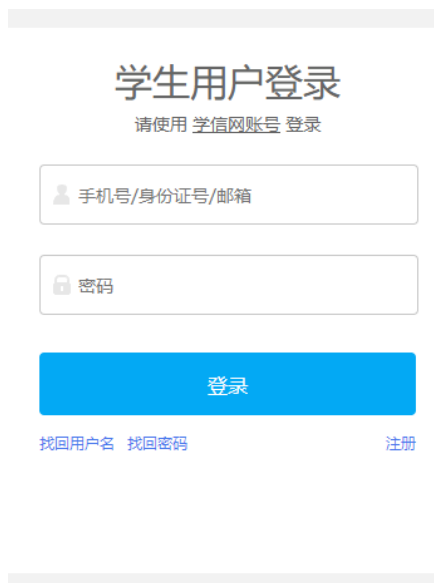 学生用户登录
请使用 学信网账号 登录
手机号/身份证号/邮箱
密码
登录
找回用户名 找回密码 注册